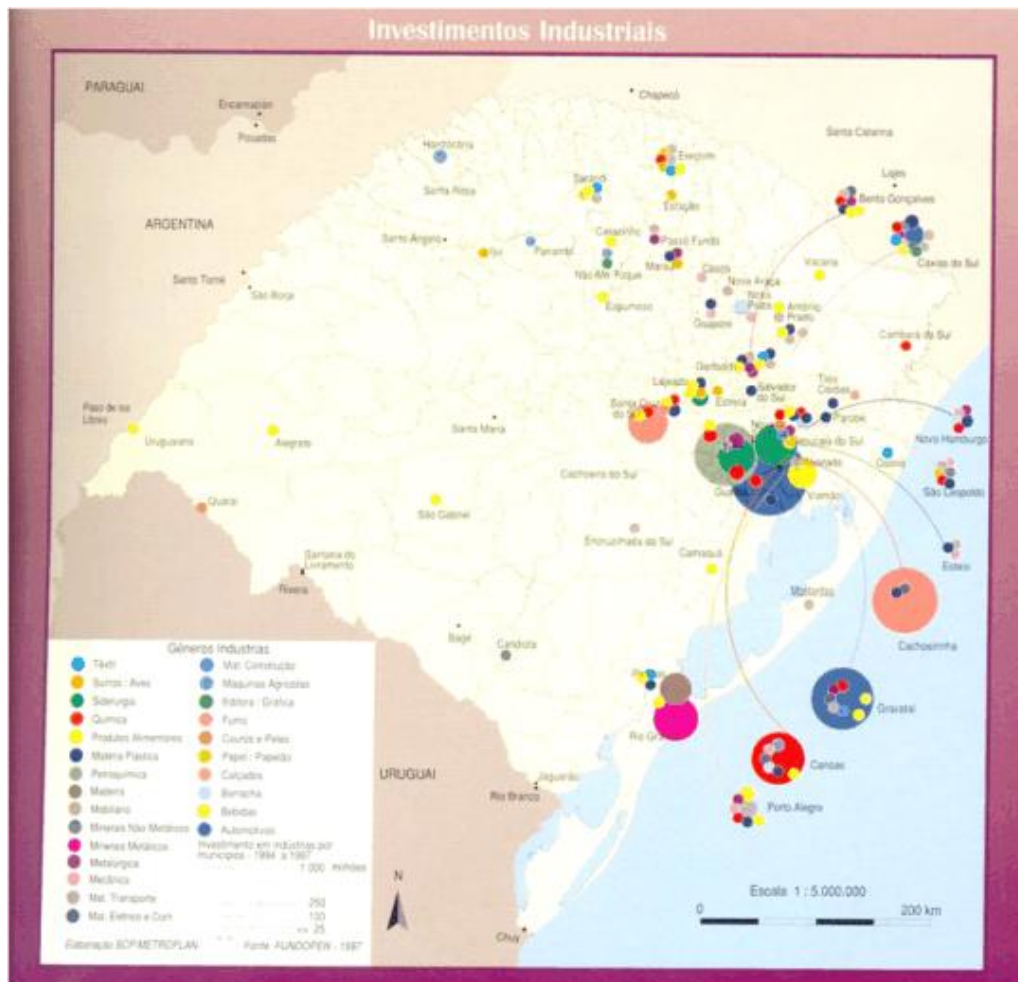 Investimentos Industriais
PARAGUAI
Encarnación
Posadas
Chapecó
Santa Catarina
Horizontina
Erexim
Lajes
Santa Rosa
Sarandi
Bento Gonçalves
Estação
ARGENTINA
Santo Ângelo
Ijuí
Panambi
Carazinho
Passo Fundo
Caxias do Sul
Não Me Toque
Marau
Casca
Vacaria
Santo Tomé
São Borja
Nova Araçá
Nova
Prata
Espumoso
Antônio
Prado
Guaporé
Cambará do Sul
Garibaldi
Lajeado
Salvador
do Sul
Três
Coroas
Santa Cruz
do Sul
Estrela
Parobé
Paso de los
Libres
Uruguaiana
Alegrete
Santa Maria
Novo Hamburgo
Sapucaia do Sul
Cachoeira do Sul
Osório
Alvorada
São Leopoldo
Viamão
Quaraí
São Gabriel
Encruzilhada do Sul
Santana do
Livramento
Camaquã
Esteio
Rivera
Mostardas
Bagé
Candiota
Cachoeirinha
Gravataí
URUGUAI
Canoas
Jaguarão
Rio Branco
Porto Alegre
Chuy
Gêneros Industriais
Têxtil
Suínos : Aves
Siderurgia
Química
Produtos Alimentares
Matéria Plástica
Petroquímica
Madeira
Mobiliário
Minerais Não Metálicos
Minerais Metálicos
Metalúrgica
Mecânica
Mat. Transporte
Mat. Elétrico e Com
Mat. Construção
Máquinas Agrícolas
Editora : Gráfica
Fumo
Couros e Peles
Papel : Papelão
Calçados
Borracha
Bebidas
Automotivos
Investimento em indústrias por
municípios - 1994 a 1997
1 000 milhões
250
100
<= 25
Elaboração SCP/METROPLAN
Fonte FUNDOPEM - 1997
N
Escala 1 : 5.000.000
0 200 km